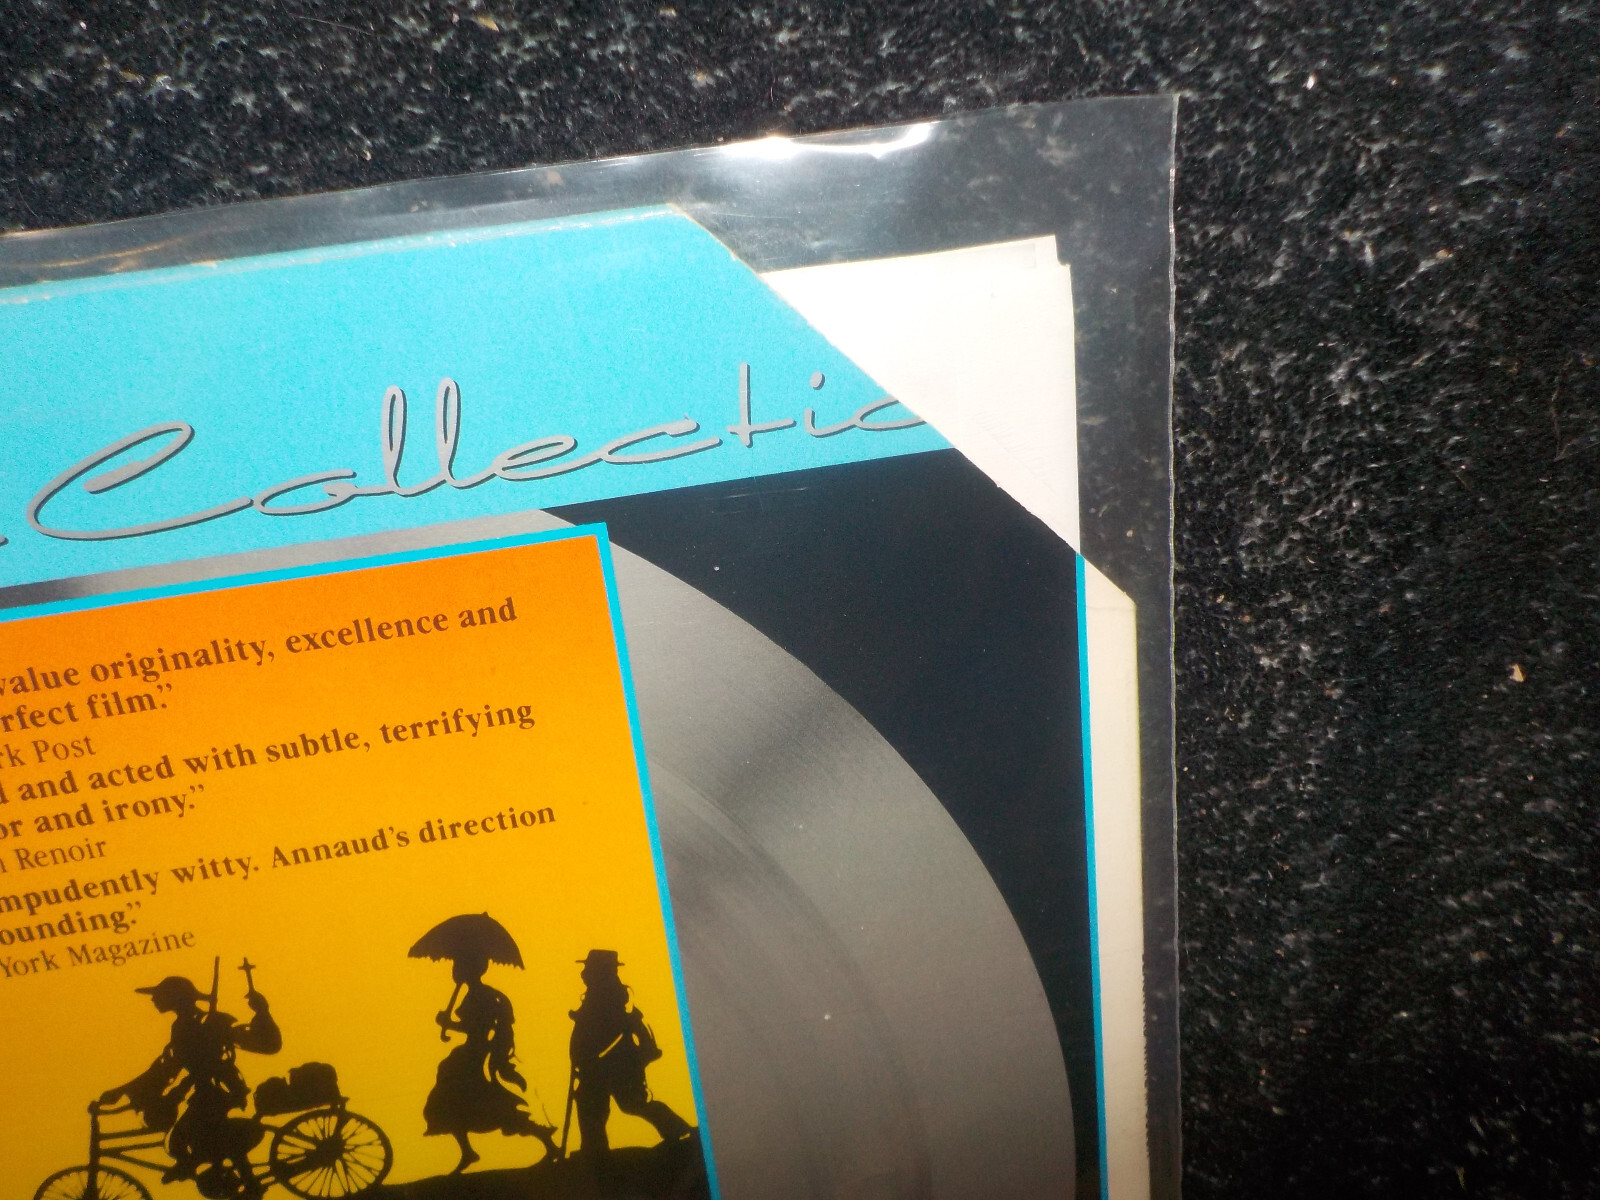 Collectio
value originality, excellence and
rfect film."
rk Post
d and acted with subtle, terrifying
or and irony."
n Renoir
mpudently witty. Annaud's direction
ounding."
York Magazine